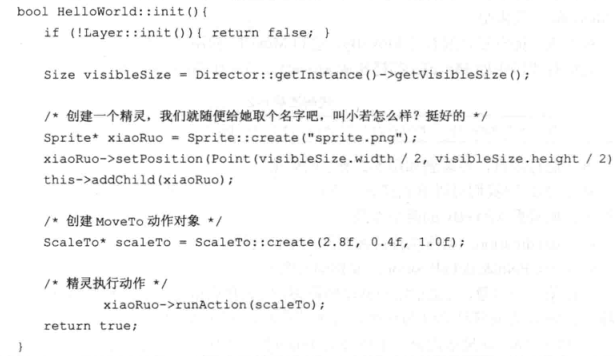 bool HelloWorld::init(){
if (!Layer::init()){ return false; }
Size visibleSize = Director::getInstance()->getVisibleSize();
/* 创建一个精灵，我们就随便给她取个名字吧，叫小若怎么样？挺好的 */
Sprite* xiaoRuo = Sprite::create("sprite.png");
xiaoRuo->setPosition(Point(visibleSize.width / 2, visibleSize.height / 2)
this->addChild(xiaoRuo);
/* 创建 MoveTo 动作对象 */
ScaleTo* scaleTo = ScaleTo::create(2.8f, 0.4f, 1.0f);
/* 精灵执行动作 */
xiaoRuo->runAction(scaleTo);
return true;
}